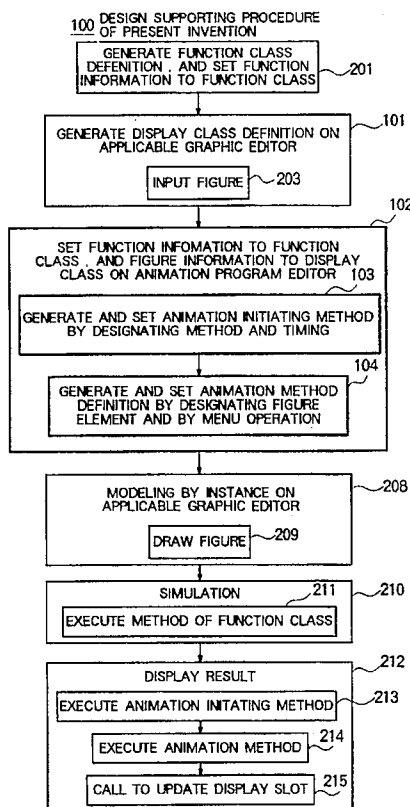 100 DESIGN SUPPORTING PROCEDURE
OF PRESENT INVENTION
GENERATE FUNCTION CLASS
DEFENITION, AND SET FUNCTION
INFORMATION TO FUNCTION CLASS
201
101
GENERATE DISPLAY CLASS DEFINITION ON
APPLICABLE GRAPHIC EDITOR
INPUT FIGURE
203
102
SET FUNCTION INFOMATION TO FUNCTION
CLASS, AND FIGURE INFORMATION TO DISPLAY
CLASS ON ANIMATION PROGRAM EDITOR
103
GENERATE AND SET ANIMATION INITIATING METHOD
BY DESIGNATING METHOD AND TIMING
104
GENERATE AND SET ANIMATION METHOD
DEFINITION BY DESIGNATING FIGURE
ELEMENT AND BY MENU OPERATION
208
MODELING BY INSTANCE ON
APPLICABLE GRAPHIC EDITOR
DRAW FIGURE
209
SIMULATION
211
210
EXECUTE METHOD OF FUNCTION CLASS
212
DISPLAY RESULT
213
EXECUTE ANIMATION INITATING METHOD
EXECUTE ANIMATION METHOD
214
CALL TO UPDATE DISPLAY SLOT
215